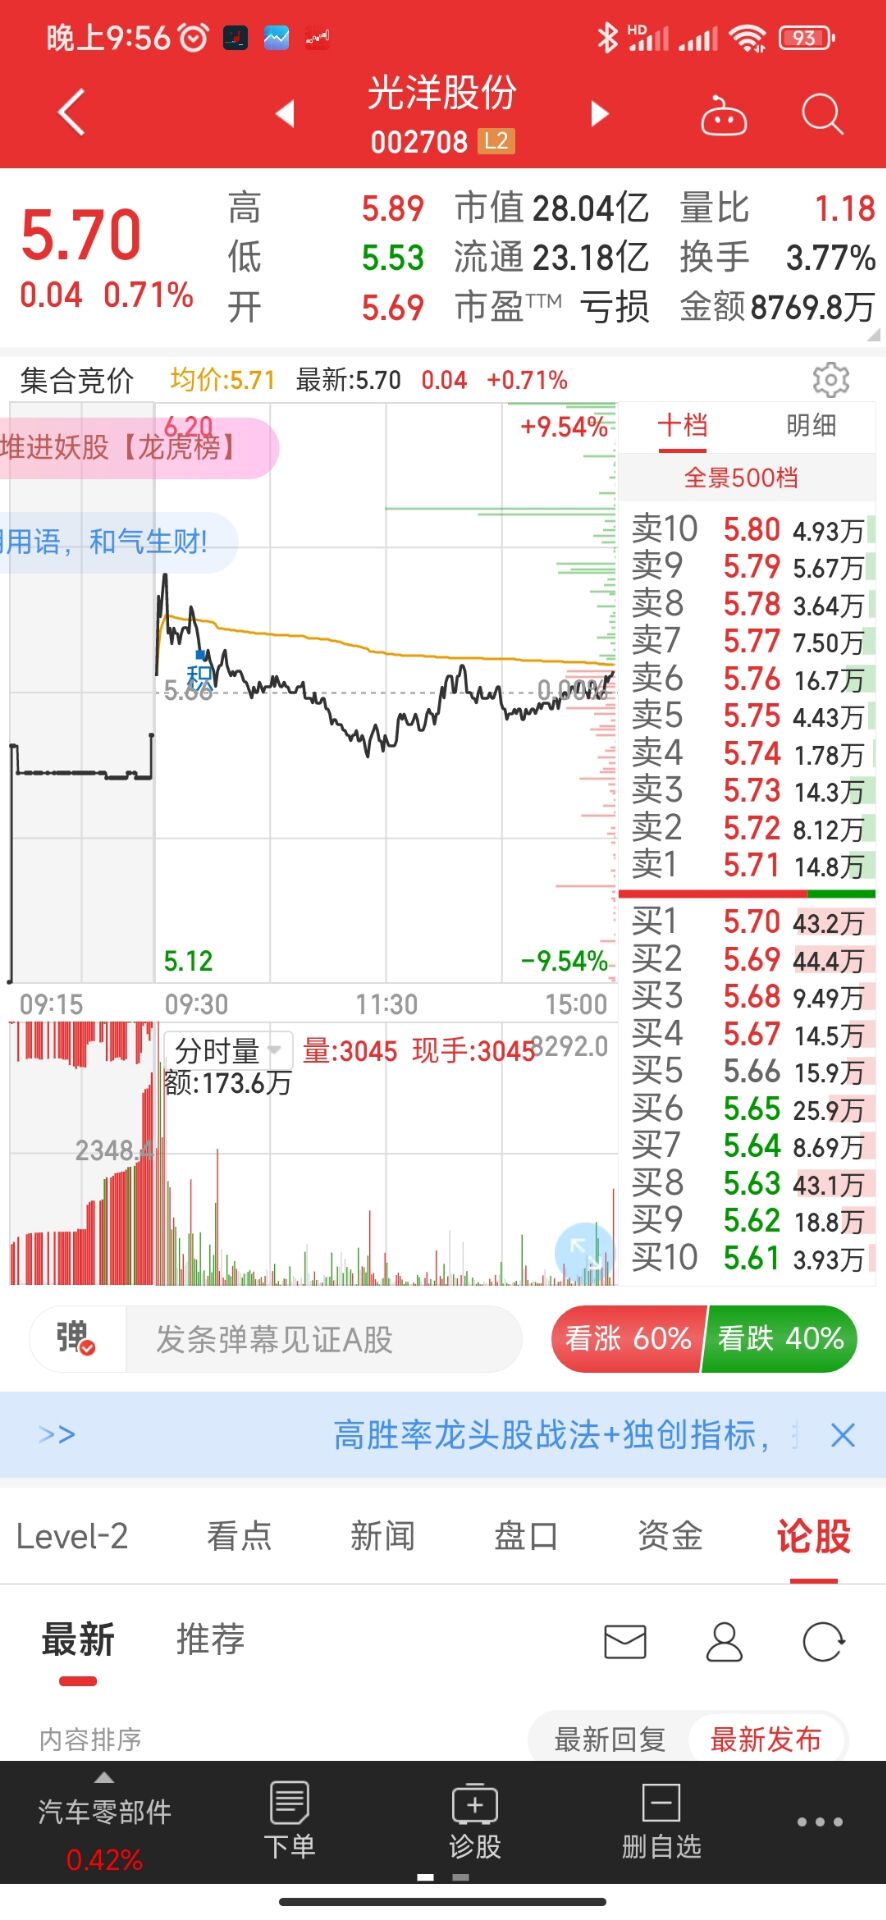 晚上9:56
HD
93
光洋股份
002708 L2
5.70
0.04 0.71%
高 5.89 市值 28.04亿 量比 1.18
低 5.53 流通 23.18亿 换手 3.77%
开 5.69 市盈TTM 亏损 金额 8769.8万
集合竞价 均价:5.71 最新:5.70 0.04 +0.71%
6.20 +9.54%
堆进妖股【龙虎榜】
用语，和气生财!
积
5.66 0.00%
5.12 -9.54%
09:15 09:30 11:30 15:00
分时量 量:3045 现手:3045 8292.0
额:173.6万
2348.4
十档 明细
全景500档
卖10 5.80 4.93万
卖9 5.79 5.67万
卖8 5.78 3.64万
卖7 5.77 7.50万
卖6 5.76 16.7万
卖5 5.75 4.43万
卖4 5.74 1.78万
卖3 5.73 14.3万
卖2 5.72 8.12万
卖1 5.71 14.8万
买1 5.70 43.2万
买2 5.69 44.4万
买3 5.68 9.49万
买4 5.67 14.5万
买5 5.66 15.9万
买6 5.65 25.9万
买7 5.64 8.69万
买8 5.63 43.1万
买9 5.62 18.8万
买10 5.61 3.93万
弹 发条弹幕见证A股 看涨 60% 看跌 40%
>> 高胜率龙头股战法+独创指标，
Level-2 看点 新闻 盘口 资金 论股
最新 推荐
内容排序 最新回复 最新发布
汽车零部件
0.42%
下单 诊股 删自选